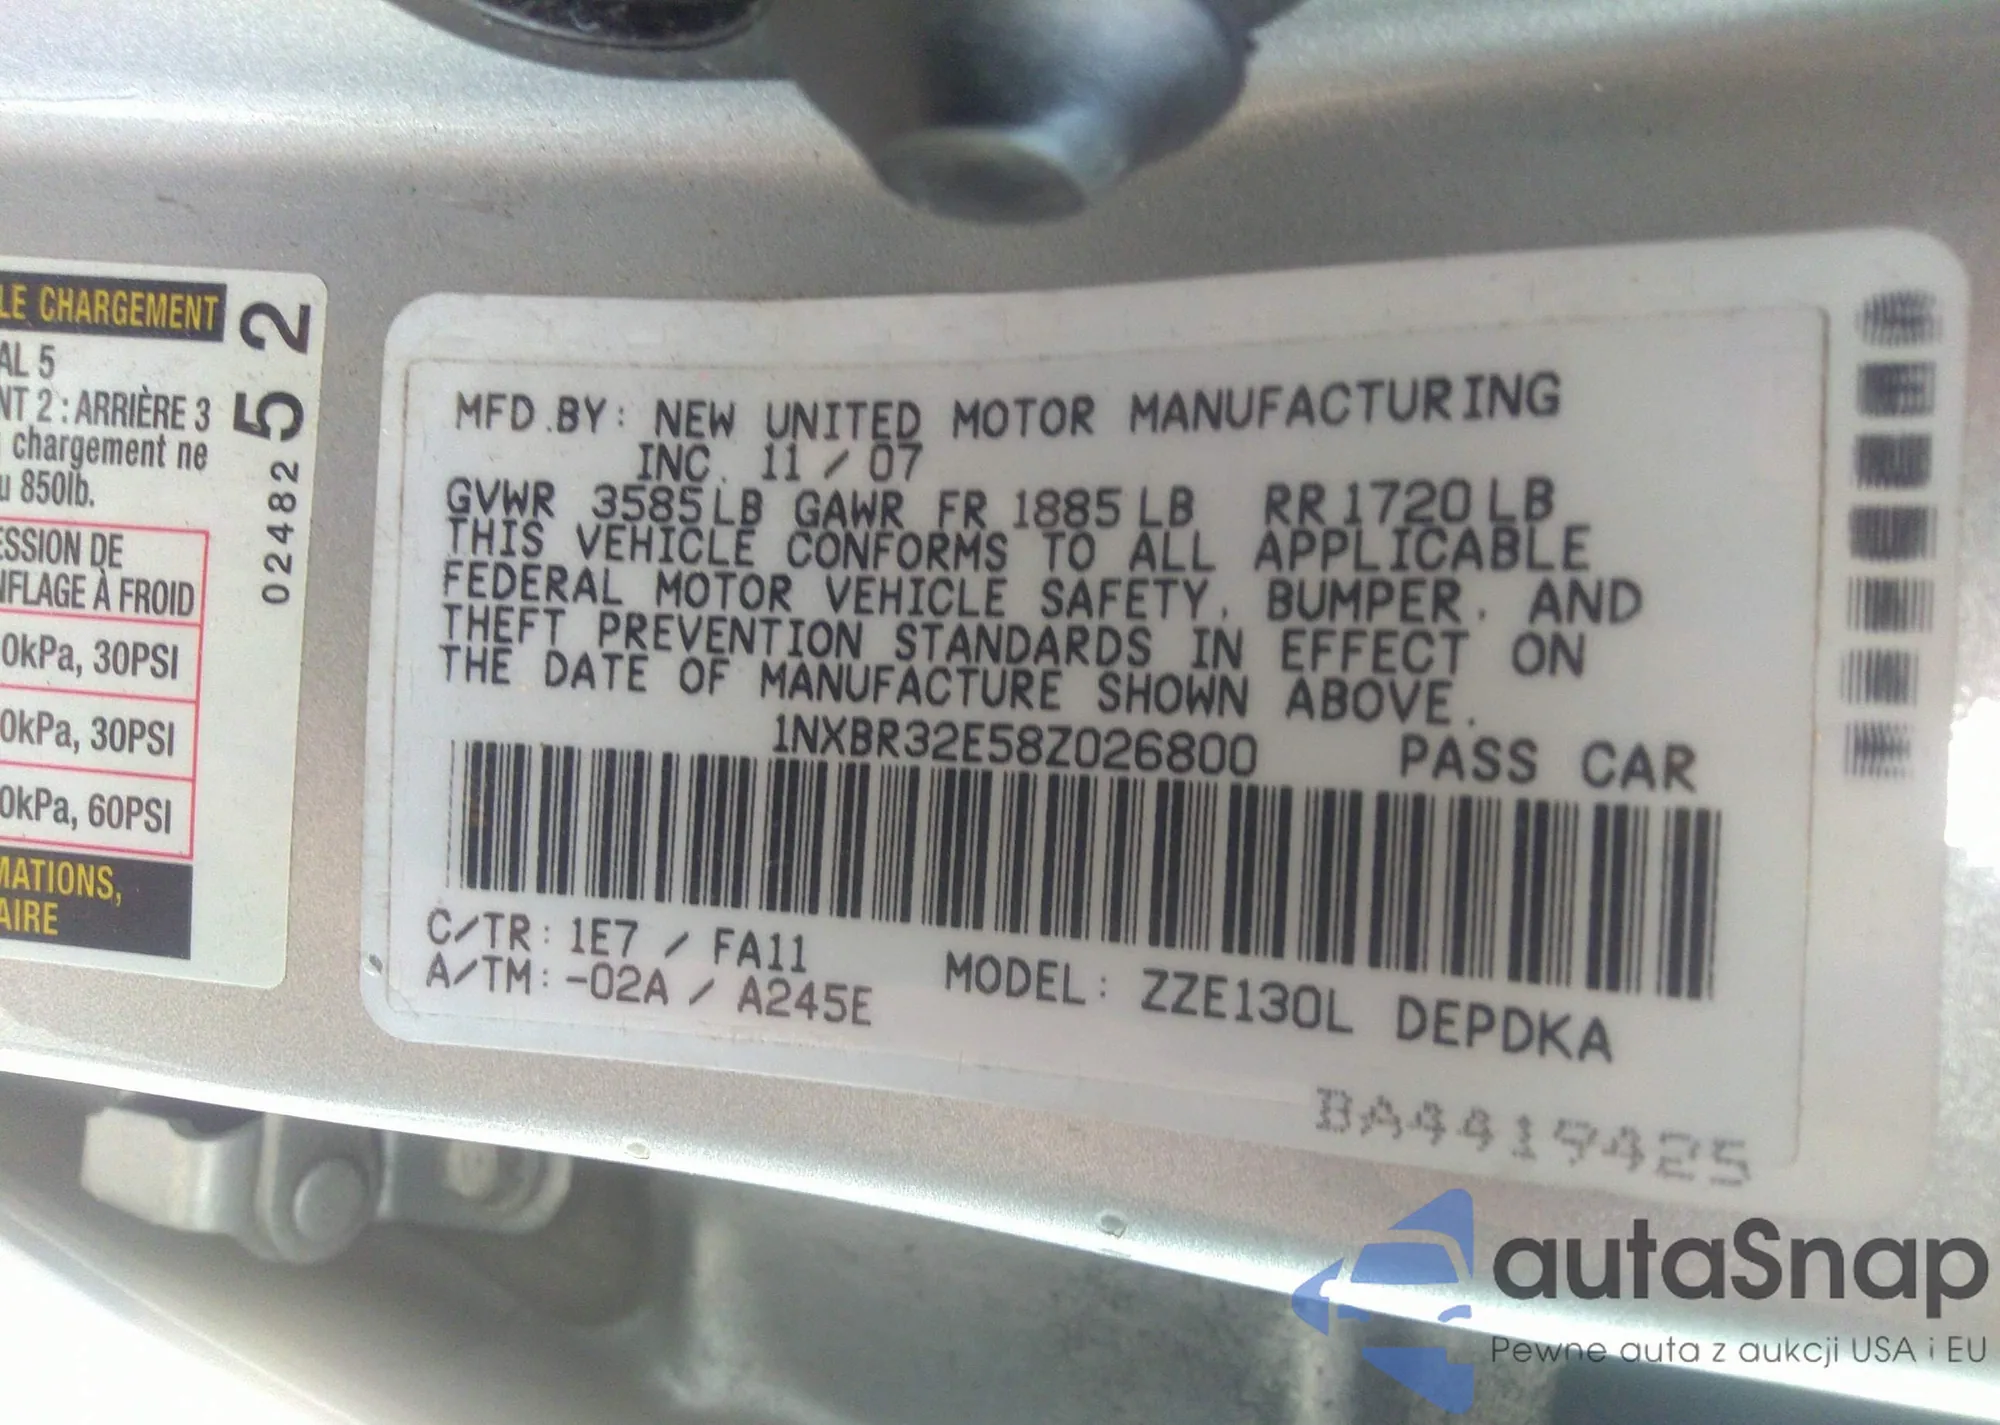 LE CHARGEMENT
AL 5
NT 2 : ARRIÈRE 3
chargement ne
u 850lb.
ESSION DE
NFLAGE À FROID
0kPa, 30PSI
0kPa, 30PSI
0kPa, 60PSI
MATIONS,
AIRE
02482 52
MFD.BY: NEW UNITED MOTOR MANUFACTURING
INC. 11 / 07
GVWR 3585LB GAWR FR 1885LB RR 1720LB
THIS VEHICLE CONFORMS TO ALL APPLICABLE
FEDERAL MOTOR VEHICLE SAFETY, BUMPER, AND
THEFT PREVENTION STANDARDS IN EFFECT ON
THE DATE OF MANUFACTURE SHOWN ABOVE.
1NXBR32E58Z026800 PASS CAR
C/TR: 1E7 / FA11
A/TM: -02A / A245E
MODEL: ZZE130L DEPDKA
BA4419425
autaSnap
Pewne auta z aukcji USA i EU